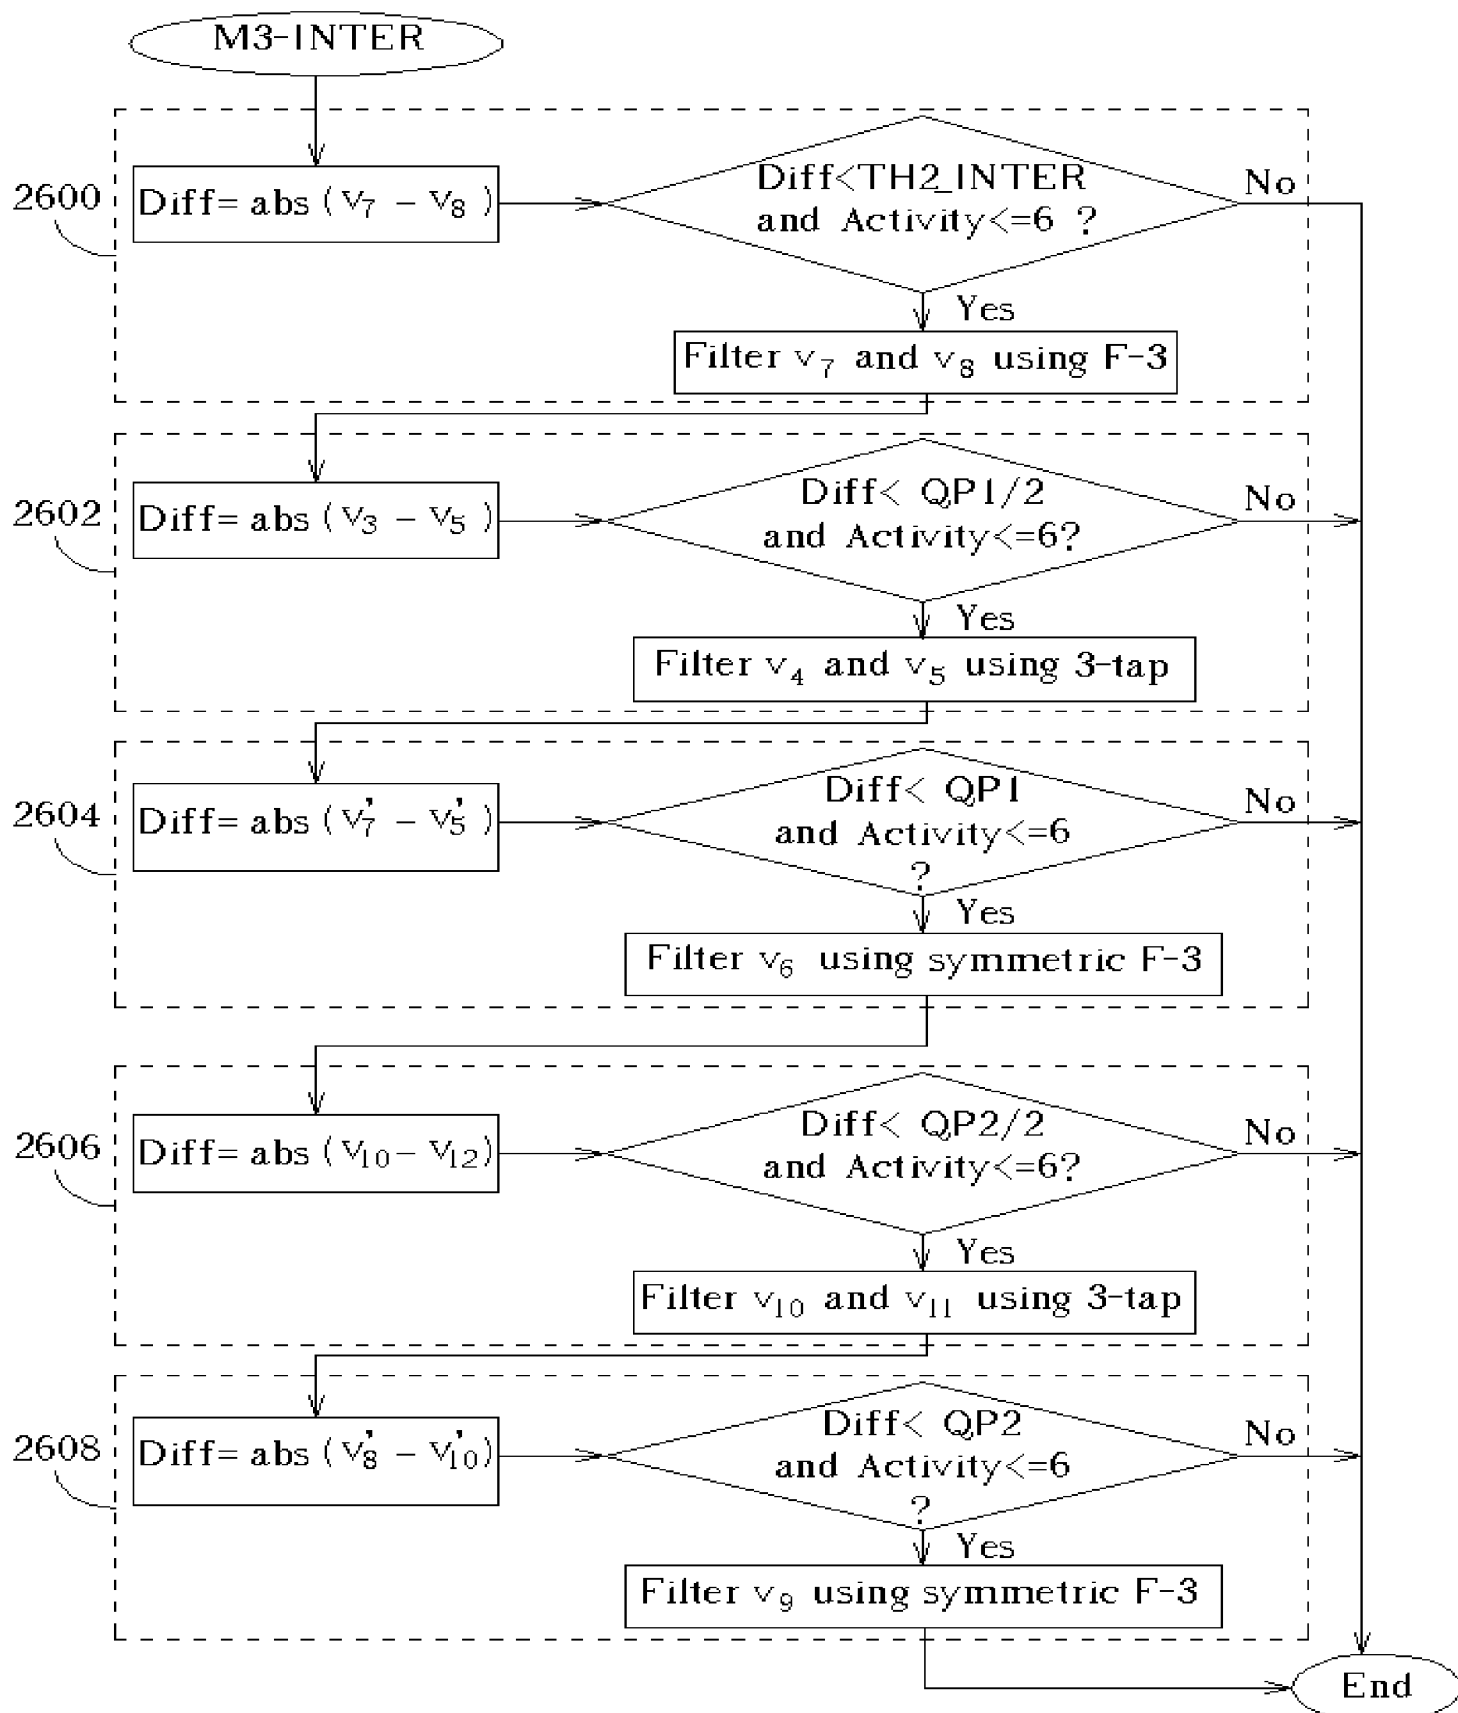 M3-INTER
2600
Diff= abs (v₇ - v₈ )
Diff<TH2_INTER
and Activity<=6 ?
No
Yes
Filter v₇ and v₈ using F-3
2602
Diff= abs (v₃ - v₅ )
Diff< QP1/2
and Activity<=6?
No
Yes
Filter v₄ and v₅ using 3-tap
2604
Diff= abs (v₇' - v₅' )
Diff< QP1
and Activity<=6
?
No
Yes
Filter v₆ using symmetric F-3
2606
Diff= abs (v₁₀ - v₁₂)
Diff< QP2/2
and Activity<=6?
No
Yes
Filter v₁₀ and v₁₁ using 3-tap
2608
Diff= abs (v₈' - v₁₀')
Diff< QP2
and Activity<=6
?
No
Yes
Filter v₉ using symmetric F-3
End